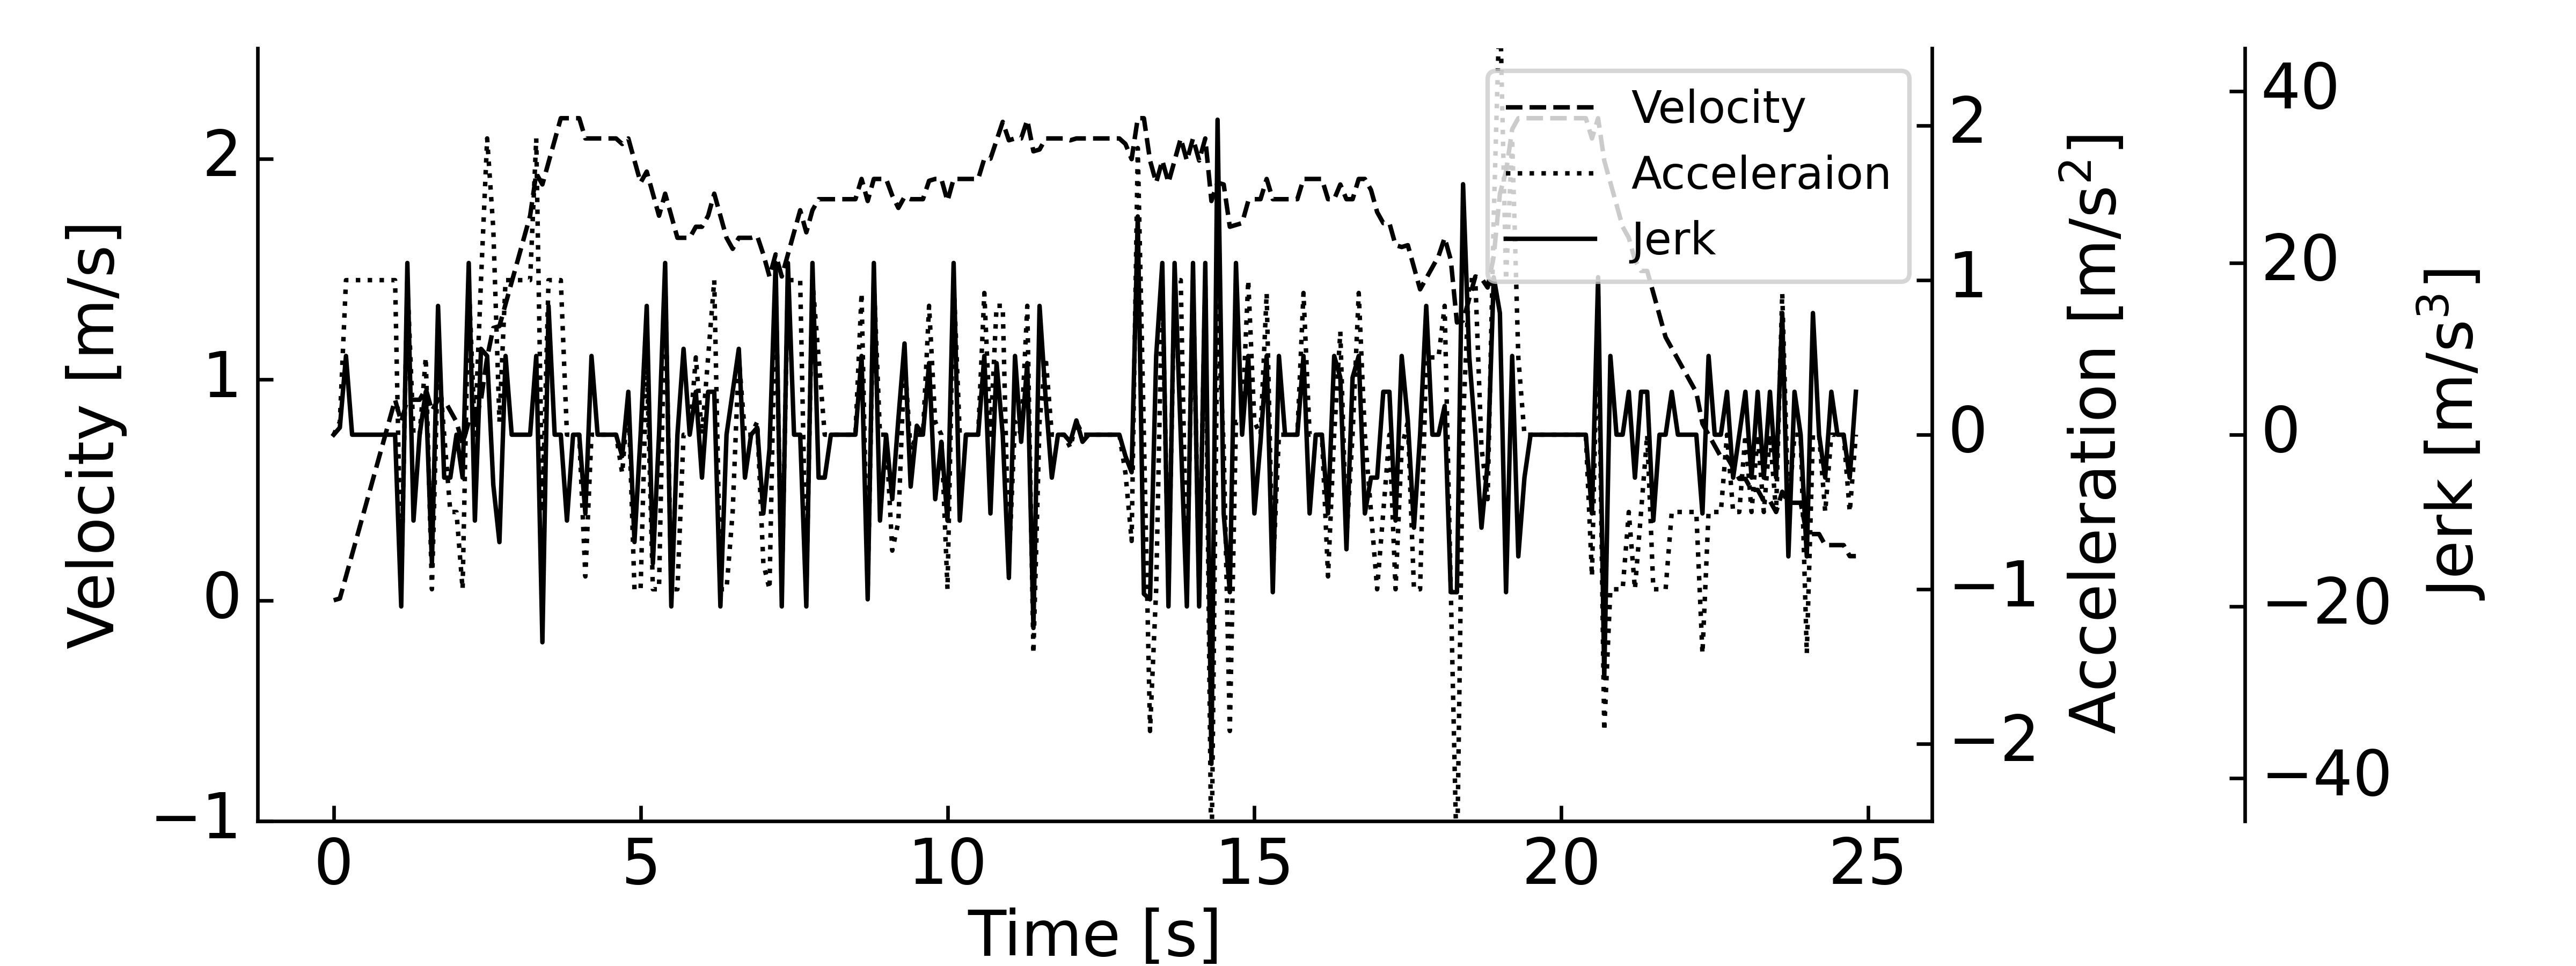 Velocity [m/s]
2
1
0
−1
0 5 10 15 20 25
Time [s]
Velocity
Acceleraion
Jerk
2
1
0
−1
−2
Acceleration [m/s²]
40
20
0
−20
−40
Jerk [m/s³]